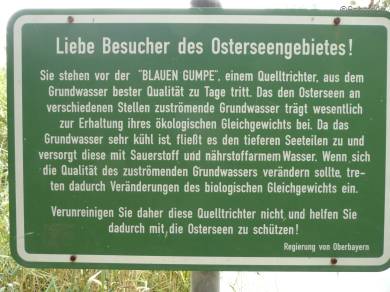 Liebe Besucher des Osterseengebietes!
Sie stehen vor der "BLAUEN GUMPE", einem Quelltrichter, aus dem
Grundwasser bester Qualität zu Tage tritt. Das den Osterseen an
verschiedenen Stellen zuströmende Grundwasser trägt wesentlich
zur Erhaltung ihres ökologischen Gleichgewichts bei. Da das
Grundwasser sehr kühl ist, fließt es den tieferen Seeteilen zu und
versorgt diese mit Sauerstoff und nährstoffarmem Wasser. Wenn sich
die Qualität des zuströmenden Grundwassers verändern sollte, tre-
ten dadurch Veränderungen des biologischen Gleichgewichts ein.
Verunreinigen Sie daher diese Quelltrichter nicht und helfen Sie
dadurch mit, die Osterseen zu schützen!
Regierung von Oberbayern